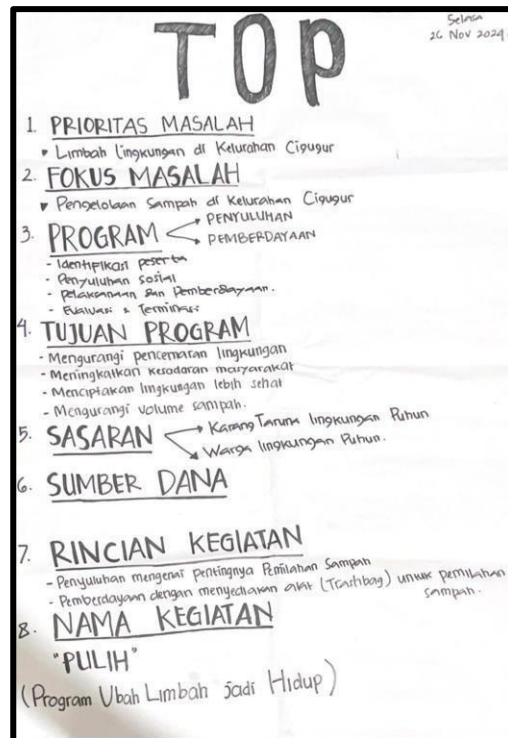 TOP
Selasa
26 Nov 2024
1. PRIORITAS MASALAH
Limbah Lingkungan di Kelurahan Cigugur
2. FOKUS MASALAH
Pengelolaan Sampah di Kelurahan Cigugur
3. PROGRAM
PENYULUHAN
PEMBERDAYAAN
- Identifikasi peserta
- Penyuluhan sosial
- Pelaksanaan dan Pemberdayaan.
- Evaluasi & Terminasi
4. TUJUAN PROGRAM
- Mengurangi pencemaran lingkungan
- Meningkatkan kesadaran masyarakat
- Menciptakan lingkungan lebih sehat
- Mengurangi volume sampah.
5. SASARAN
Karang Taruna lingkungan Puhun
Warga lingkungan Puhun.
6. SUMBER DANA
7. RINCIAN KEGIATAN
- Penyuluhan mengenai pentingnya Pemilahan Sampah
- Pemberdayaan dengan menyediakan alat (Trashbag) untuk pemilahan
sampah.
8. NAMA KEGIATAN
"PULIH"
(Program Ubah Limbah jadi Hidup)